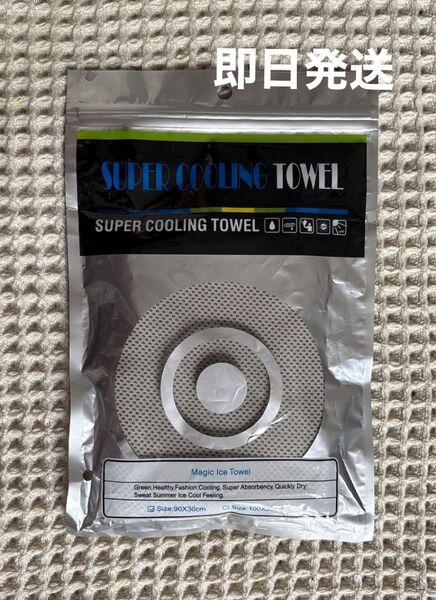 即日発送
SUPER COOLING TOWEL
SUPER COOLING TOWEL
Magic Ice Towel
Green,Healthy,Fashion Cooling, Super Absorbency, Quickly Dry:
Sweat Summer Ice Cool Feeling.
Size:90X30cm Size:100X